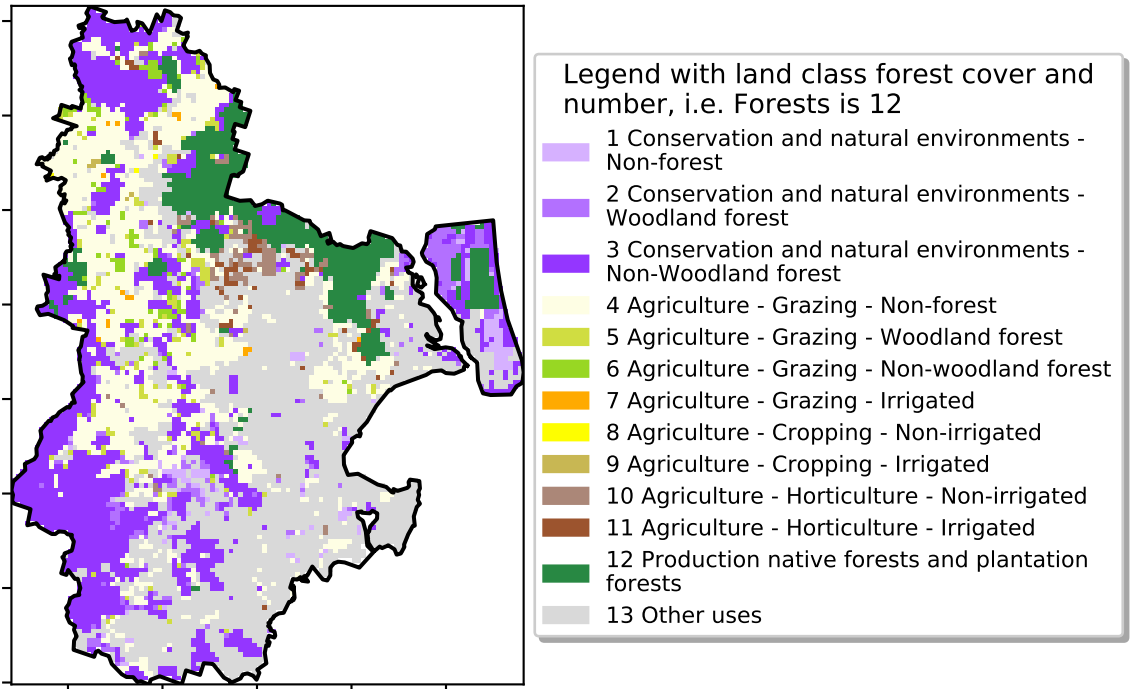 Legend with land class forest cover and
number, i.e. Forests is 12
1 Conservation and natural environments -
Non-forest
2 Conservation and natural environments -
Woodland forest
3 Conservation and natural environments -
Non-Woodland forest
4 Agriculture - Grazing - Non-forest
5 Agriculture - Grazing - Woodland forest
6 Agriculture - Grazing - Non-woodland forest
7 Agriculture - Grazing - Irrigated
8 Agriculture - Cropping - Non-irrigated
9 Agriculture - Cropping - Irrigated
10 Agriculture - Horticulture - Non-irrigated
11 Agriculture - Horticulture - Irrigated
12 Production native forests and plantation
forests
13 Other uses